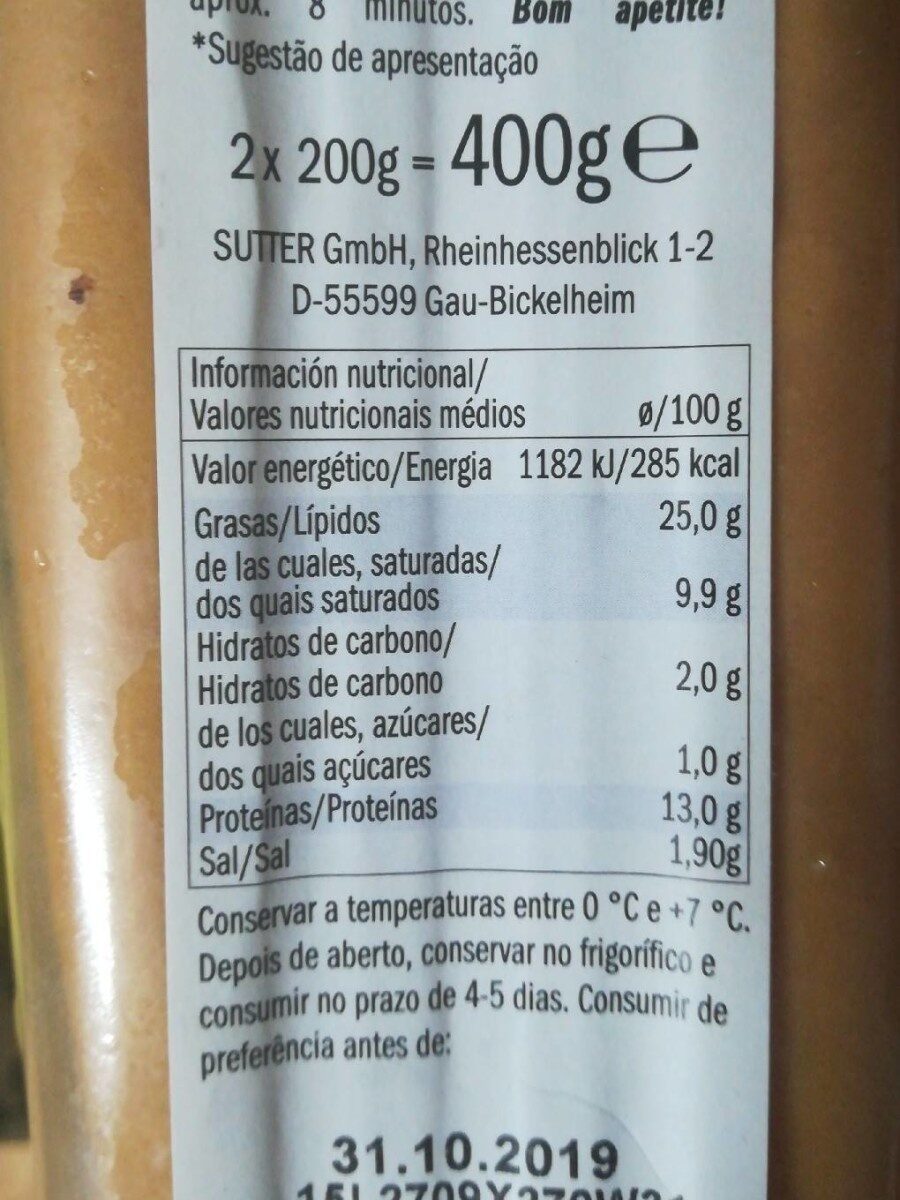 aprox. 8 minutos. Bom apetite!
*Sugestão de apresentação
2x 200g = 400g e
SUTTER GmbH, Rheinhessenblick 1-2
D-55599 Gau-Bickelheim
Información nutricional/
Valores nutricionais médios ø/100 g
Valor energético/Energia 1182 kJ/285 kcal
Grasas/Lípidos 25,0 g
de las cuales, saturadas/
dos quais saturados 9,9 g
Hidratos de carbono/
Hidratos de carbono 2,0 g
de los cuales, azúcares/
dos quais açúcares 1,0 g
Proteínas/Proteínas 13,0 g
Sal/Sal 1,90g
Conservar a temperaturas entre 0 °C e +7 °C.
Depois de aberto, conservar no frigorífico e
consumir no prazo de 4-5 dias. Consumir de
preferência antes de:
31.10.2019